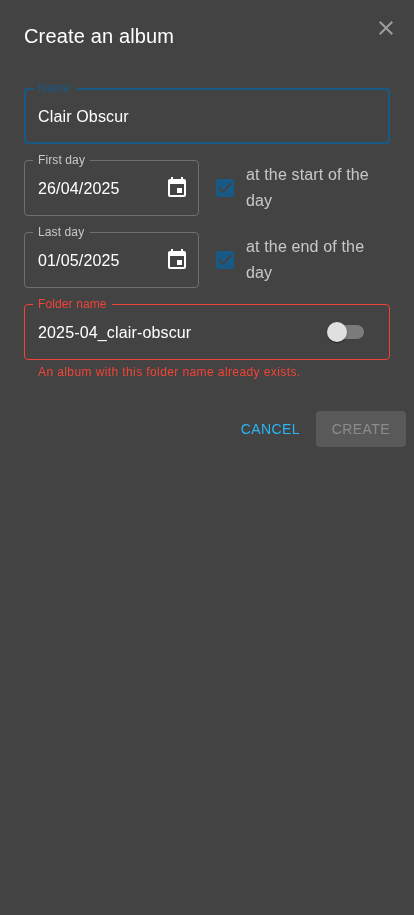 Create an album
Name
Clair Obscur
First day
26/04/2025
at the start of the
day
Last day
01/05/2025
at the end of the
day
Folder name
2025-04_clair-obscur
An album with this folder name already exists.
CANCEL
CREATE